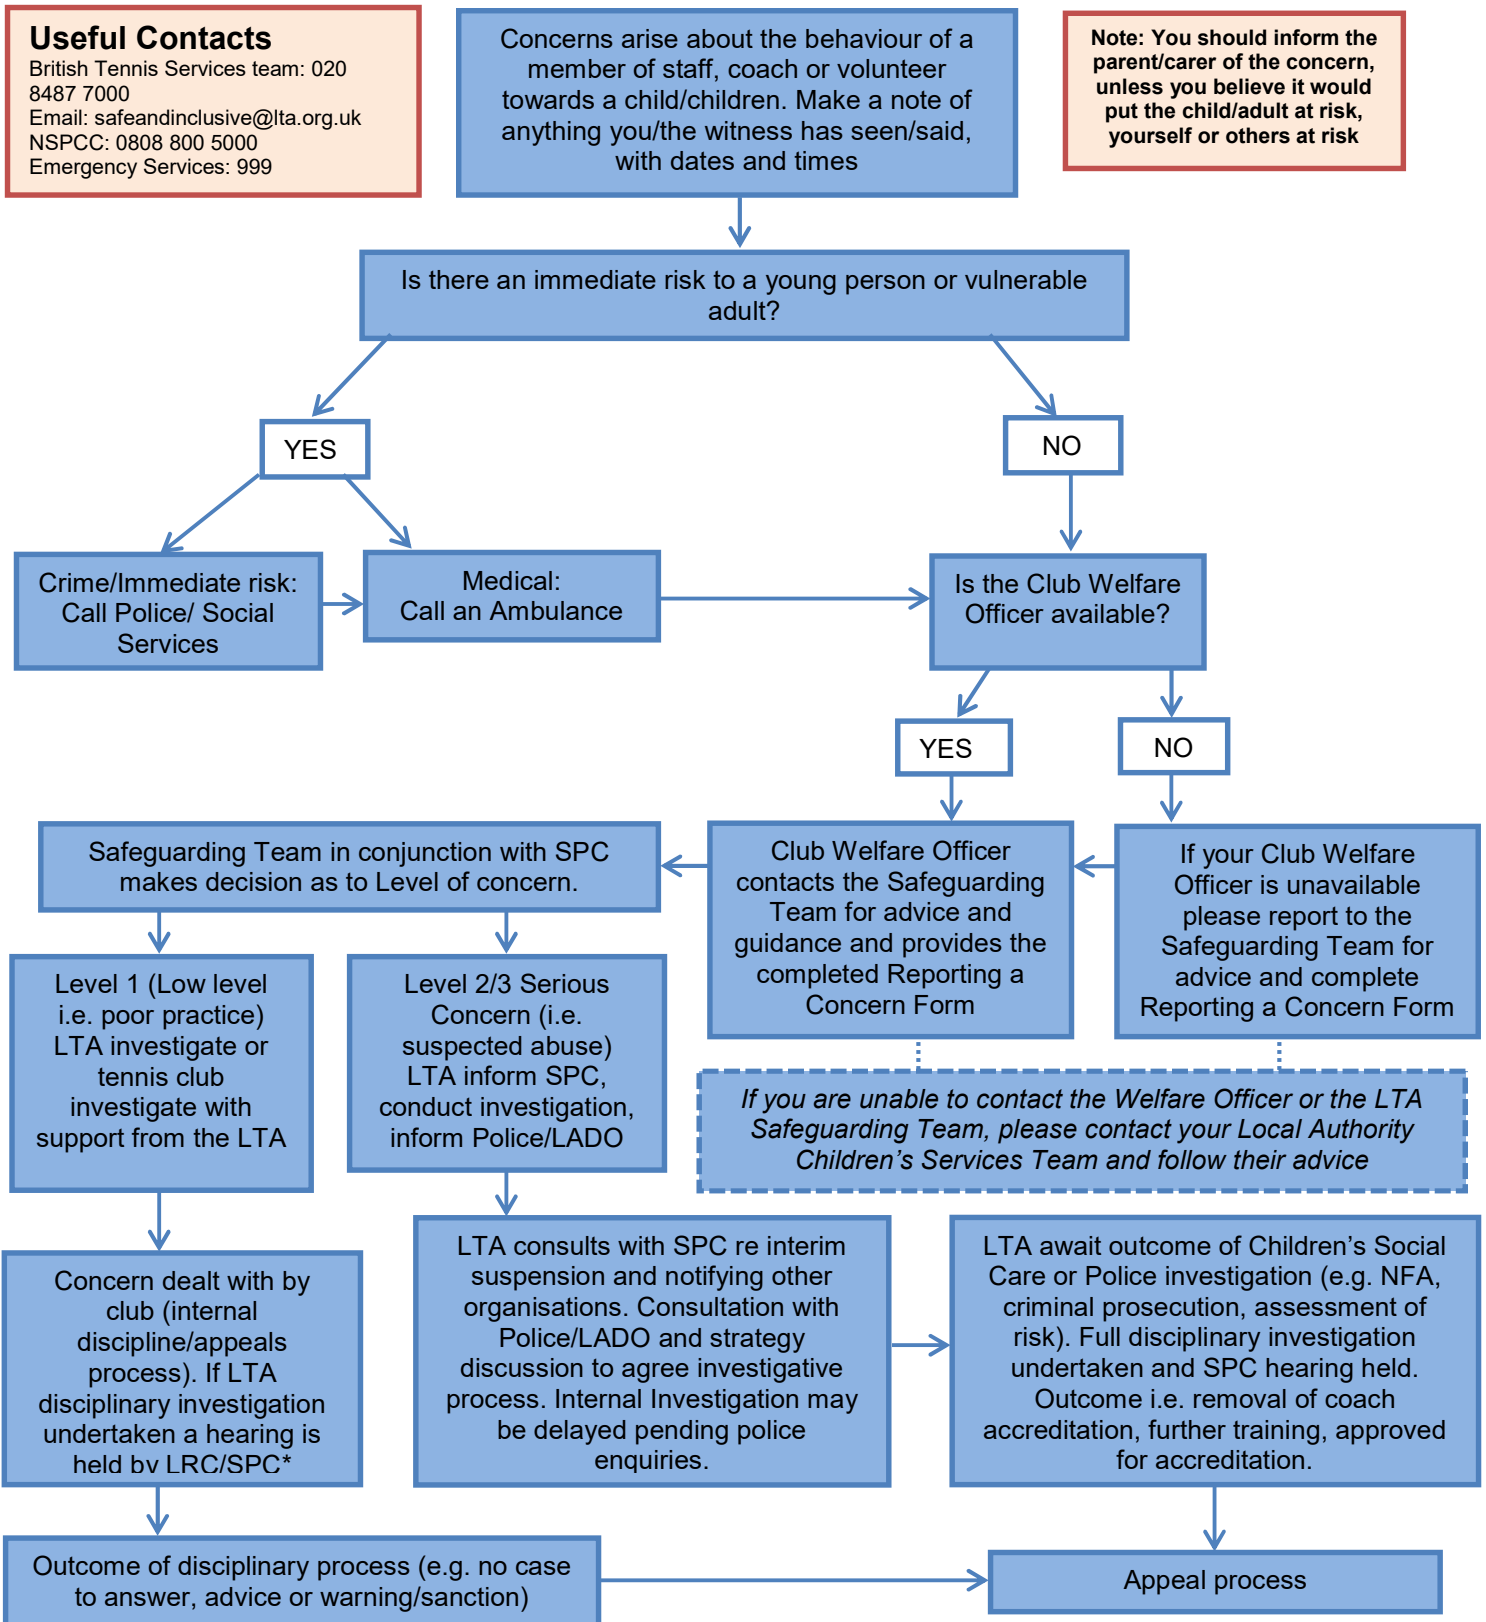 Useful Contacts
British Tennis Services team: 020
8487 7000
Email: safeandinclusive@lta.org.uk
NSPCC: 0808 800 5000
Emergency Services: 999
Concerns arise about the behaviour of a
member of staff, coach or volunteer
towards a child/children. Make a note of
anything you/the witness has seen/said,
with dates and times
Note: You should inform the
parent/carer of the concern,
unless you believe it would
put the child/adult at risk,
yourself or others at risk
Is there an immediate risk to a young person or vulnerable
adult?
YES
NO
Crime/Immediate risk:
Call Police/ Social
Services
Medical:
Call an Ambulance
Is the Club Welfare
Officer available?
YES
NO
Safeguarding Team in conjunction with SPC
makes decision as to Level of concern.
Club Welfare Officer
contacts the Safeguarding
Team for advice and
guidance and provides the
completed Reporting a
Concern Form
If your Club Welfare
Officer is unavailable
please report to the
Safeguarding Team for
advice and complete
Reporting a Concern Form
Level 1 (Low level
i.e. poor practice)
LTA investigate or
tennis club
investigate with
support from the LTA
Level 2/3 Serious
Concern (i.e.
suspected abuse)
LTA inform SPC,
conduct investigation,
inform Police/LADO
If you are unable to contact the Welfare Officer or the LTA
Safeguarding Team, please contact your Local Authority
Children’s Services Team and follow their advice
Concern dealt with by
club (internal
discipline/appeals
process). If LTA
disciplinary investigation
undertaken a hearing is
held by LRC/SPC*
LTA consults with SPC re interim
suspension and notifying other
organisations. Consultation with
Police/LADO and strategy
discussion to agree investigative
process. Internal Investigation may
be delayed pending police
enquiries.
LTA await outcome of Children’s Social
Care or Police investigation (e.g. NFA,
criminal prosecution, assessment of
risk). Full disciplinary investigation
undertaken and SPC hearing held.
Outcome i.e. removal of coach
accreditation, further training, approved
for accreditation.
Outcome of disciplinary process (e.g. no case
to answer, advice or warning/sanction)
Appeal process